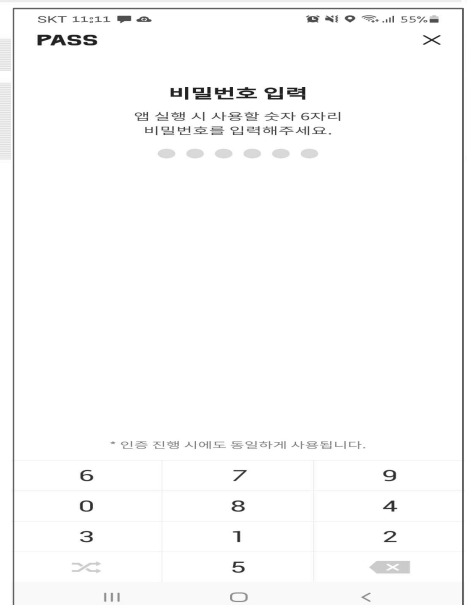 SKT 11:11 55%
PASS
비밀번호 입력
앱 실행 시 사용할 숫자 6자리
비밀번호를 입력해주세요.
* 인증 진행 시에도 동일하게 사용됩니다.
6 7 9
0 8 4
3 1 2
5